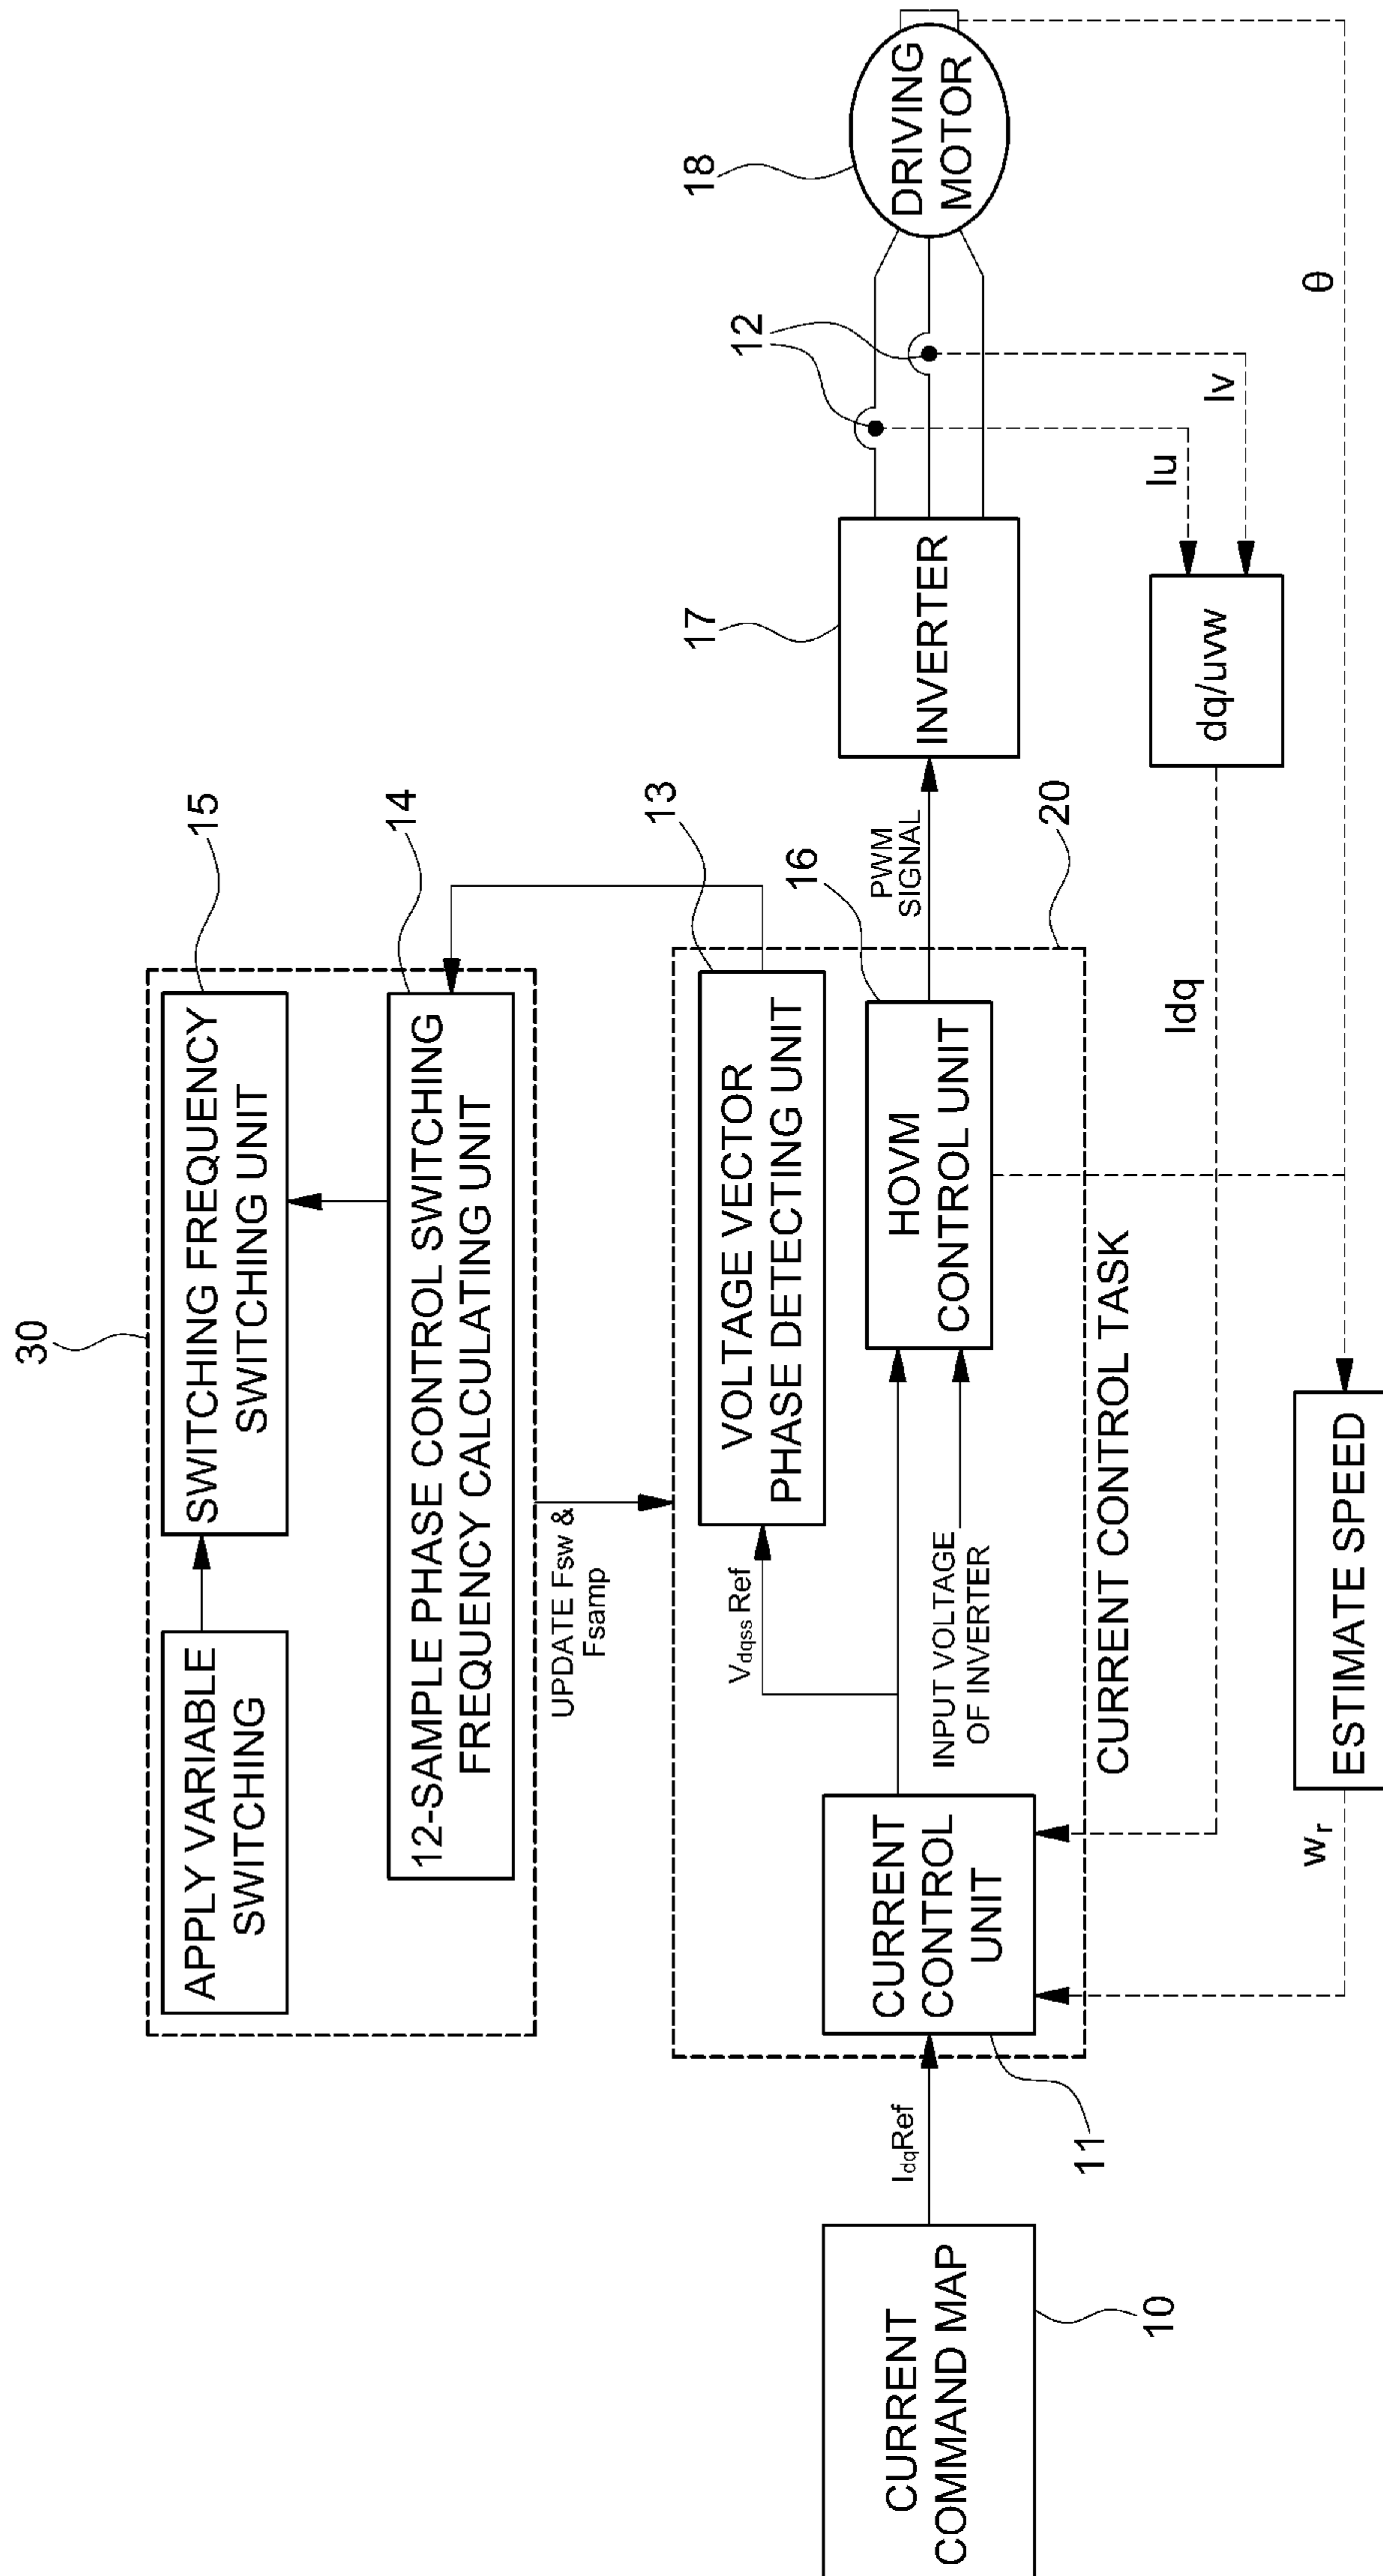 30
APPLY VARIABLE
SWITCHING
SWITCHING FREQUENCY
SWITCHING UNIT
15
12-SAMPLE PHASE CONTROL SWITCHING
FREQUENCY CALCULATING UNIT
14
UPDATE Fsw &
Fsamp
VOLTAGE VECTOR
PHASE DETECTING UNIT
13
Vdqss Ref
CURRENT
COMMAND MAP
10
IdqRef
CURRENT
CONTROL
UNIT
11
INPUT VOLTAGE
OF INVERTER
HOVM
CONTROL UNIT
16
PWM
SIGNAL
20
CURRENT CONTROL TASK
INVERTER
17
12
DRIVING
MOTOR
18
Iu
Iv
dq/uvw
Idq
θ
ESTIMATE SPEED
wr